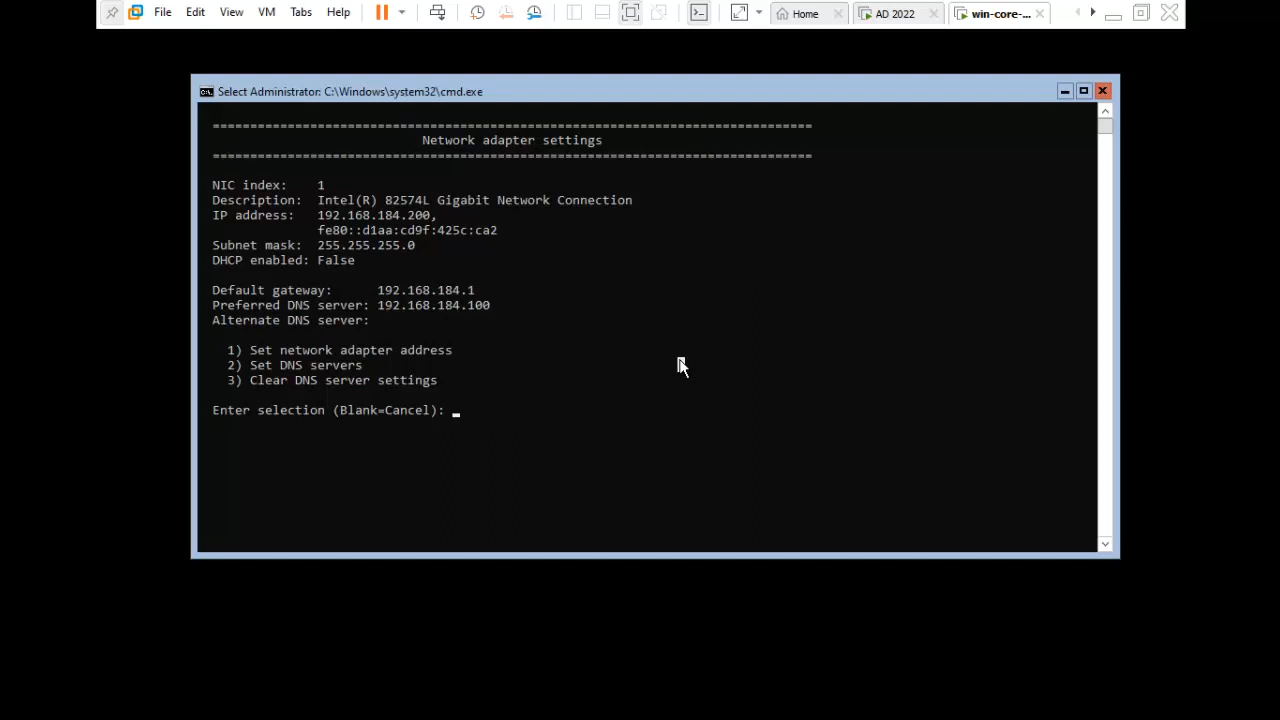 File Edit View VM Tabs Help Home AD 2022 win-core-...
Select Administrator: C:\Windows\system32\cmd.exe
================================================================================
Network adapter settings
================================================================================
NIC index: 1
Description: Intel(R) 82574L Gigabit Network Connection
IP address: 192.168.184.200,
fe80::d1aa:cd9f:425c:ca2
Subnet mask: 255.255.255.0
DHCP enabled: False
Default gateway: 192.168.184.1
Preferred DNS server: 192.168.184.100
Alternate DNS server:
1) Set network adapter address
2) Set DNS servers
3) Clear DNS server settings
Enter selection (Blank=Cancel): _